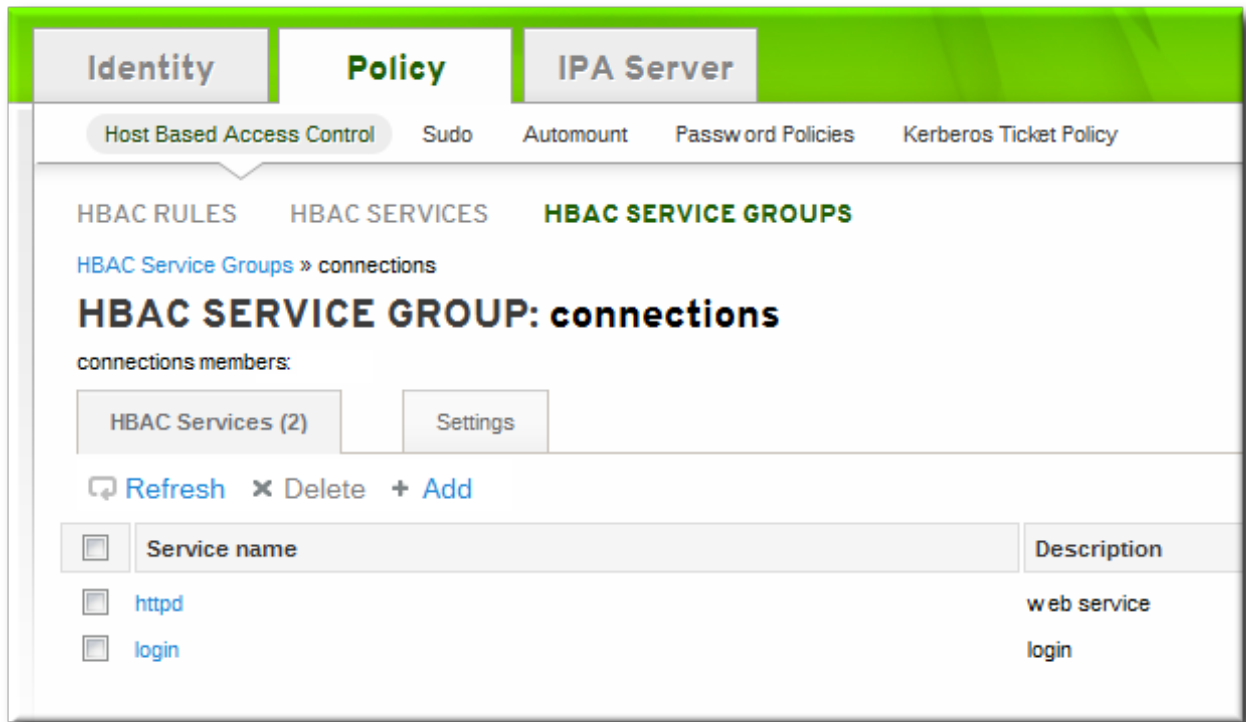 Identity Policy IPA Server
Host Based Access Control Sudo Automount Password Policies Kerberos Ticket Policy
HBAC RULES HBAC SERVICES HBAC SERVICE GROUPS
HBAC Service Groups » connections
HBAC SERVICE GROUP: connections
connections members:
HBAC Services (2) Settings
Refresh Delete + Add
Service name Description
httpd web service
login login